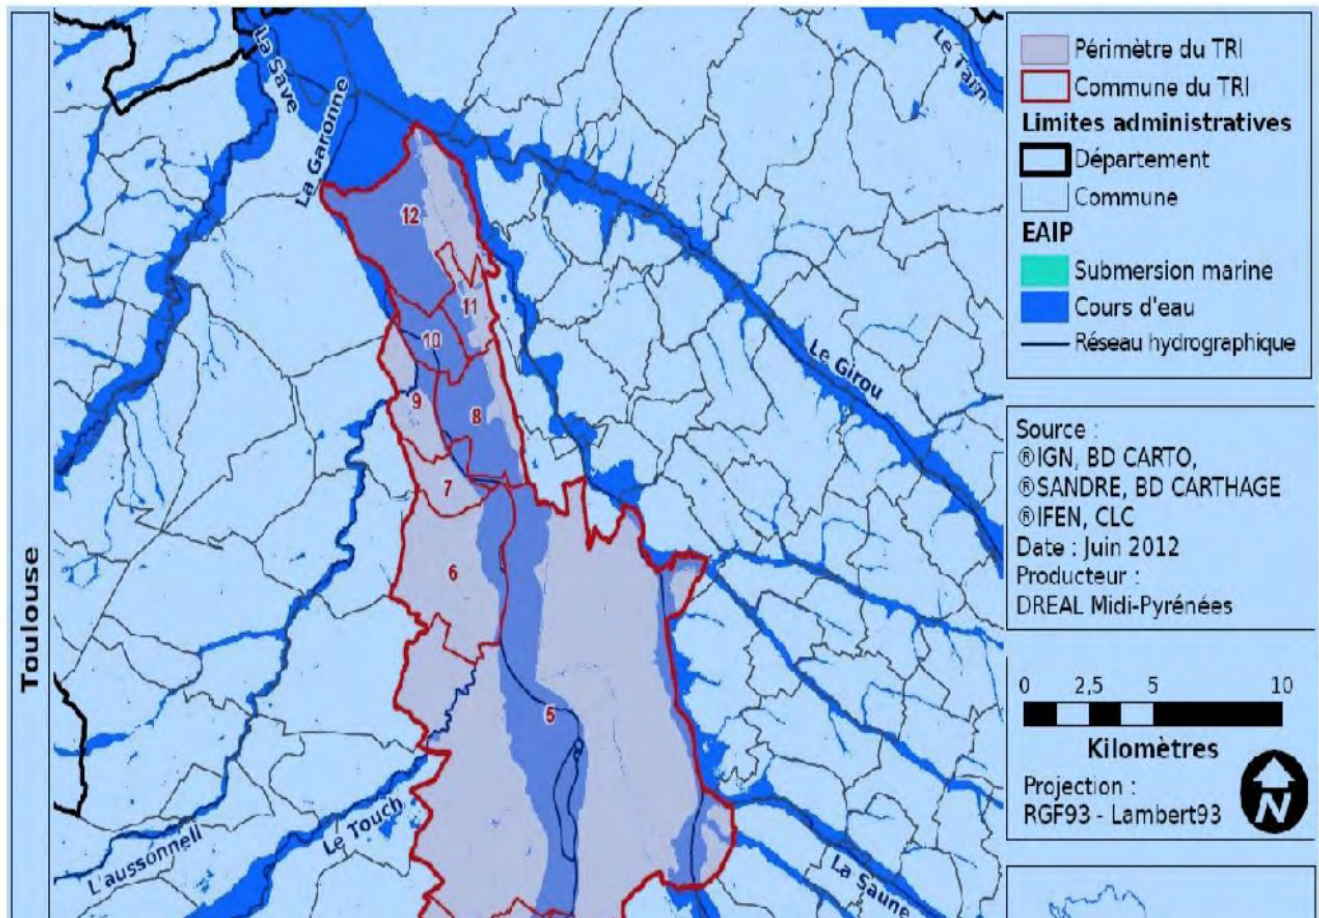 Toulouse
La Save
La Garonne
Le Tarn
12
11
10
Le Girou
9
8
7
6
5
L'aussonnell
Le Touch
La Saune
Périmètre du TRI
Commune du TRI
Limites administratives
Département
Commune
EAIP
Submersion marine
Cours d'eau
Réseau hydrographique
Source :
®IGN, BD CARTO,
®SANDRE, BD CARTHAGE
®IFEN, CLC
Date : Juin 2012
Producteur :
DREAL Midi-Pyrénées
0 2,5 5 10
Kilomètres
Projection :
RGF93 - Lambert93
N